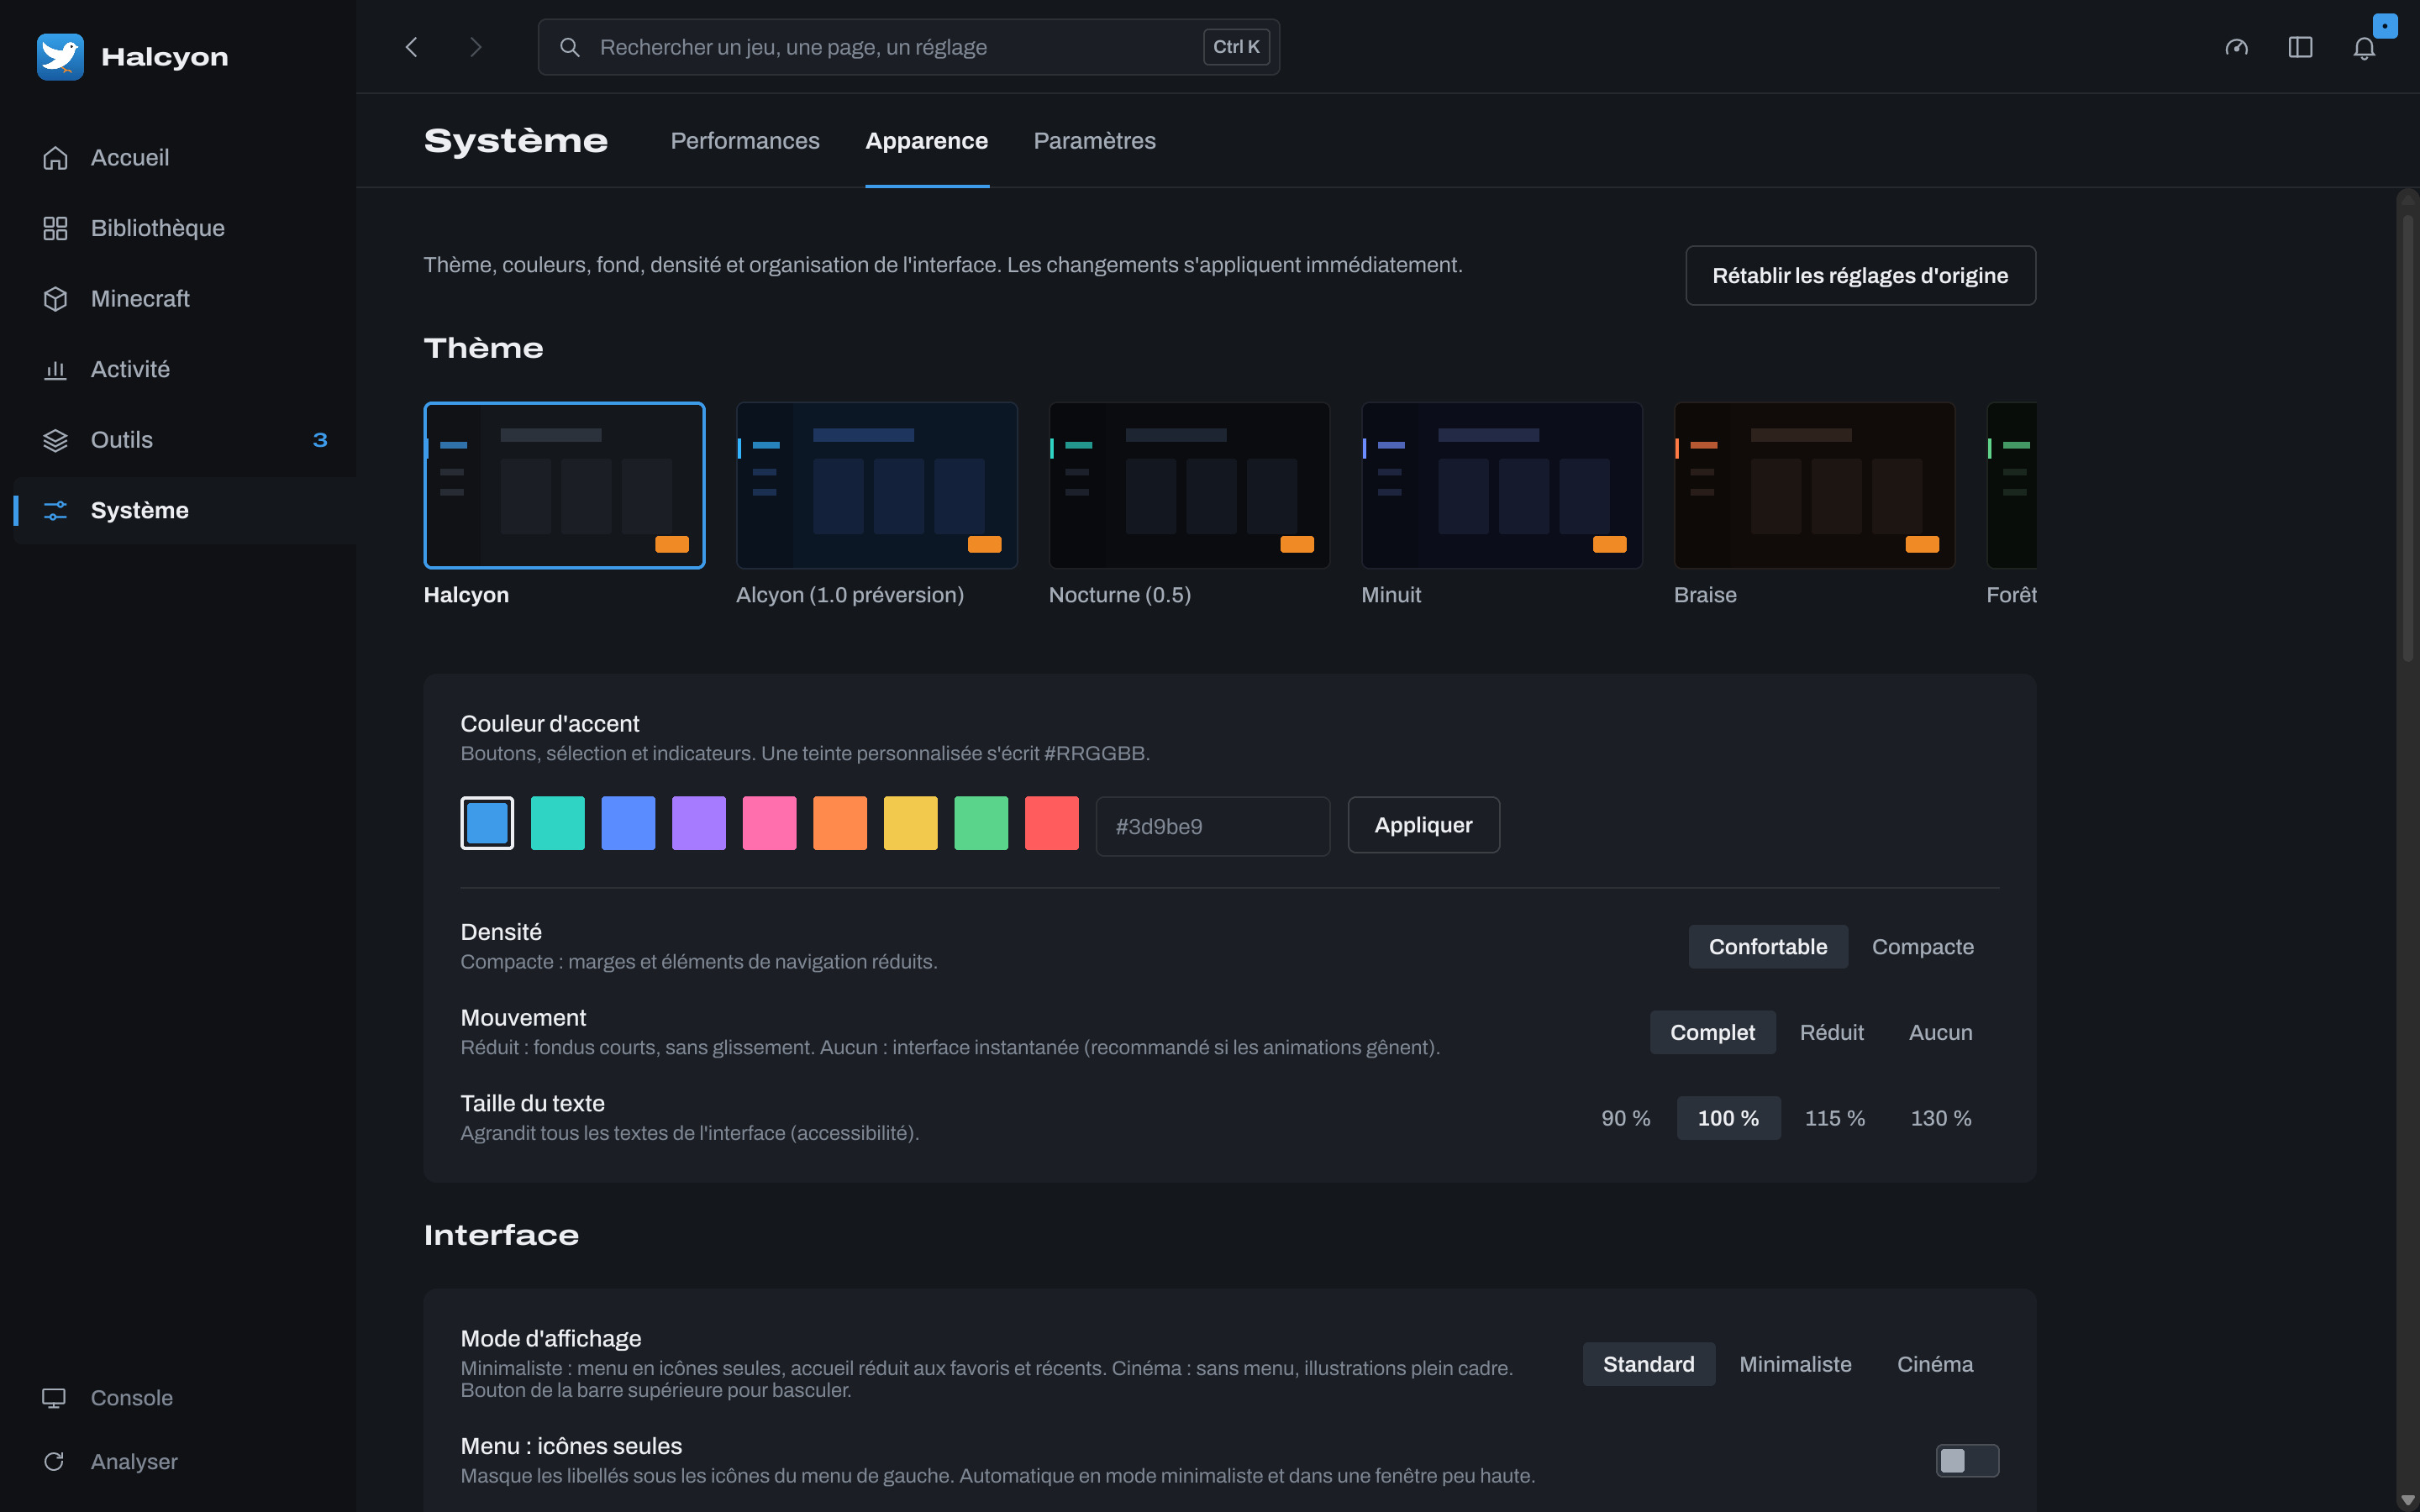 Halcyon
Rechercher un jeu, une page, un réglage
Ctrl K
Accueil
Bibliothèque
Minecraft
Activité
Outils
3
Système
Console
Analyser
Système
Performances
Apparence
Paramètres
Thème, couleurs, fond, densité et organisation de l'interface. Les changements s'appliquent immédiatement.
Rétablir les réglages d'origine
Thème
Halcyon
Alcyon (1.0 préversion)
Nocturne (0.5)
Minuit
Braise
Forêt
Couleur d'accent
Boutons, sélection et indicateurs. Une teinte personnalisée s'écrit #RRGGBB.
#3d9be9
Appliquer
Densité
Compacte : marges et éléments de navigation réduits.
Confortable
Compacte
Mouvement
Réduit : fondus courts, sans glissement. Aucun : interface instantanée (recommandé si les animations gênent).
Complet
Réduit
Aucun
Taille du texte
Agrandit tous les textes de l'interface (accessibilité).
90 %
100 %
115 %
130 %
Interface
Mode d'affichage
Minimaliste : menu en icônes seules, accueil réduit aux favoris et récents. Cinéma : sans menu, illustrations plein cadre.
Bouton de la barre supérieure pour basculer.
Standard
Minimaliste
Cinéma
Menu : icônes seules
Masque les libellés sous les icônes du menu de gauche. Automatique en mode minimaliste et dans une fenêtre peu haute.